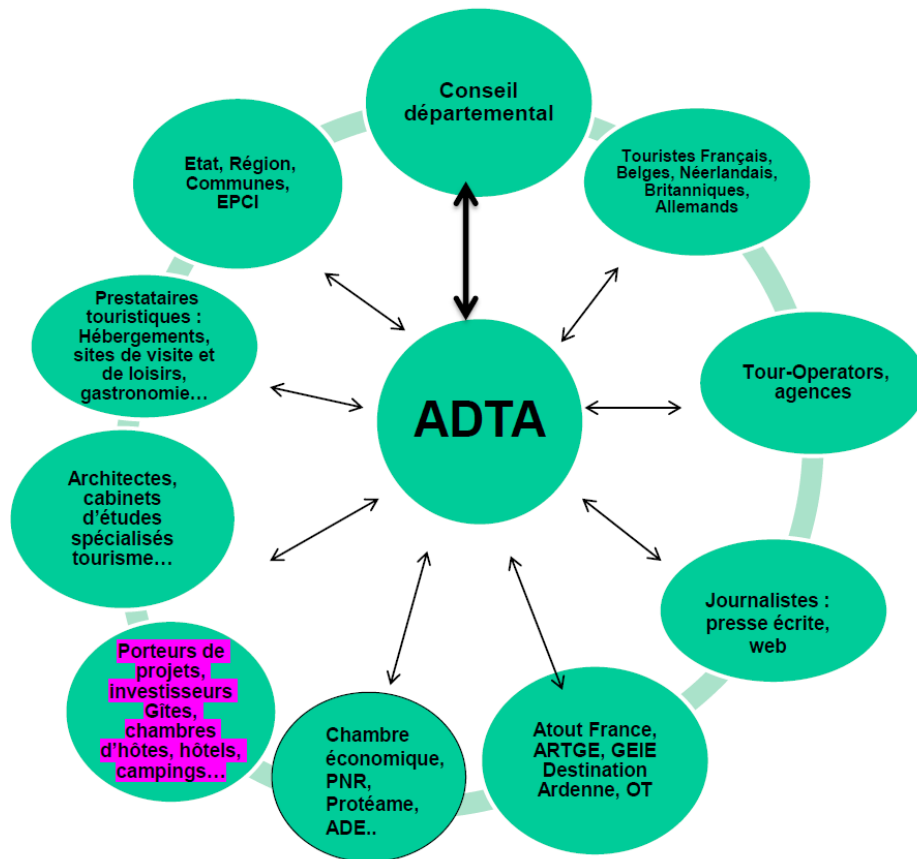 Conseil
départemental
Touristes Français,
Belges, Néerlandais,
Britanniques,
Allemands
Tour-Operators,
agences
Journalistes :
presse écrite,
web
Atout France,
ARTGE, GEIE
Destination
Ardenne, OT
Chambre
économique,
PNR,
Protéame,
ADE..
Porteurs de
projets,
investisseurs
Gîtes,
chambres
d’hôtes, hôtels,
campings…
Architectes,
cabinets
d’études
spécialisés
tourisme…
Prestataires
touristiques :
Hébergements,
sites de visite et
de loisirs,
gastronomie…
Etat, Région,
Communes,
EPCI
ADTA